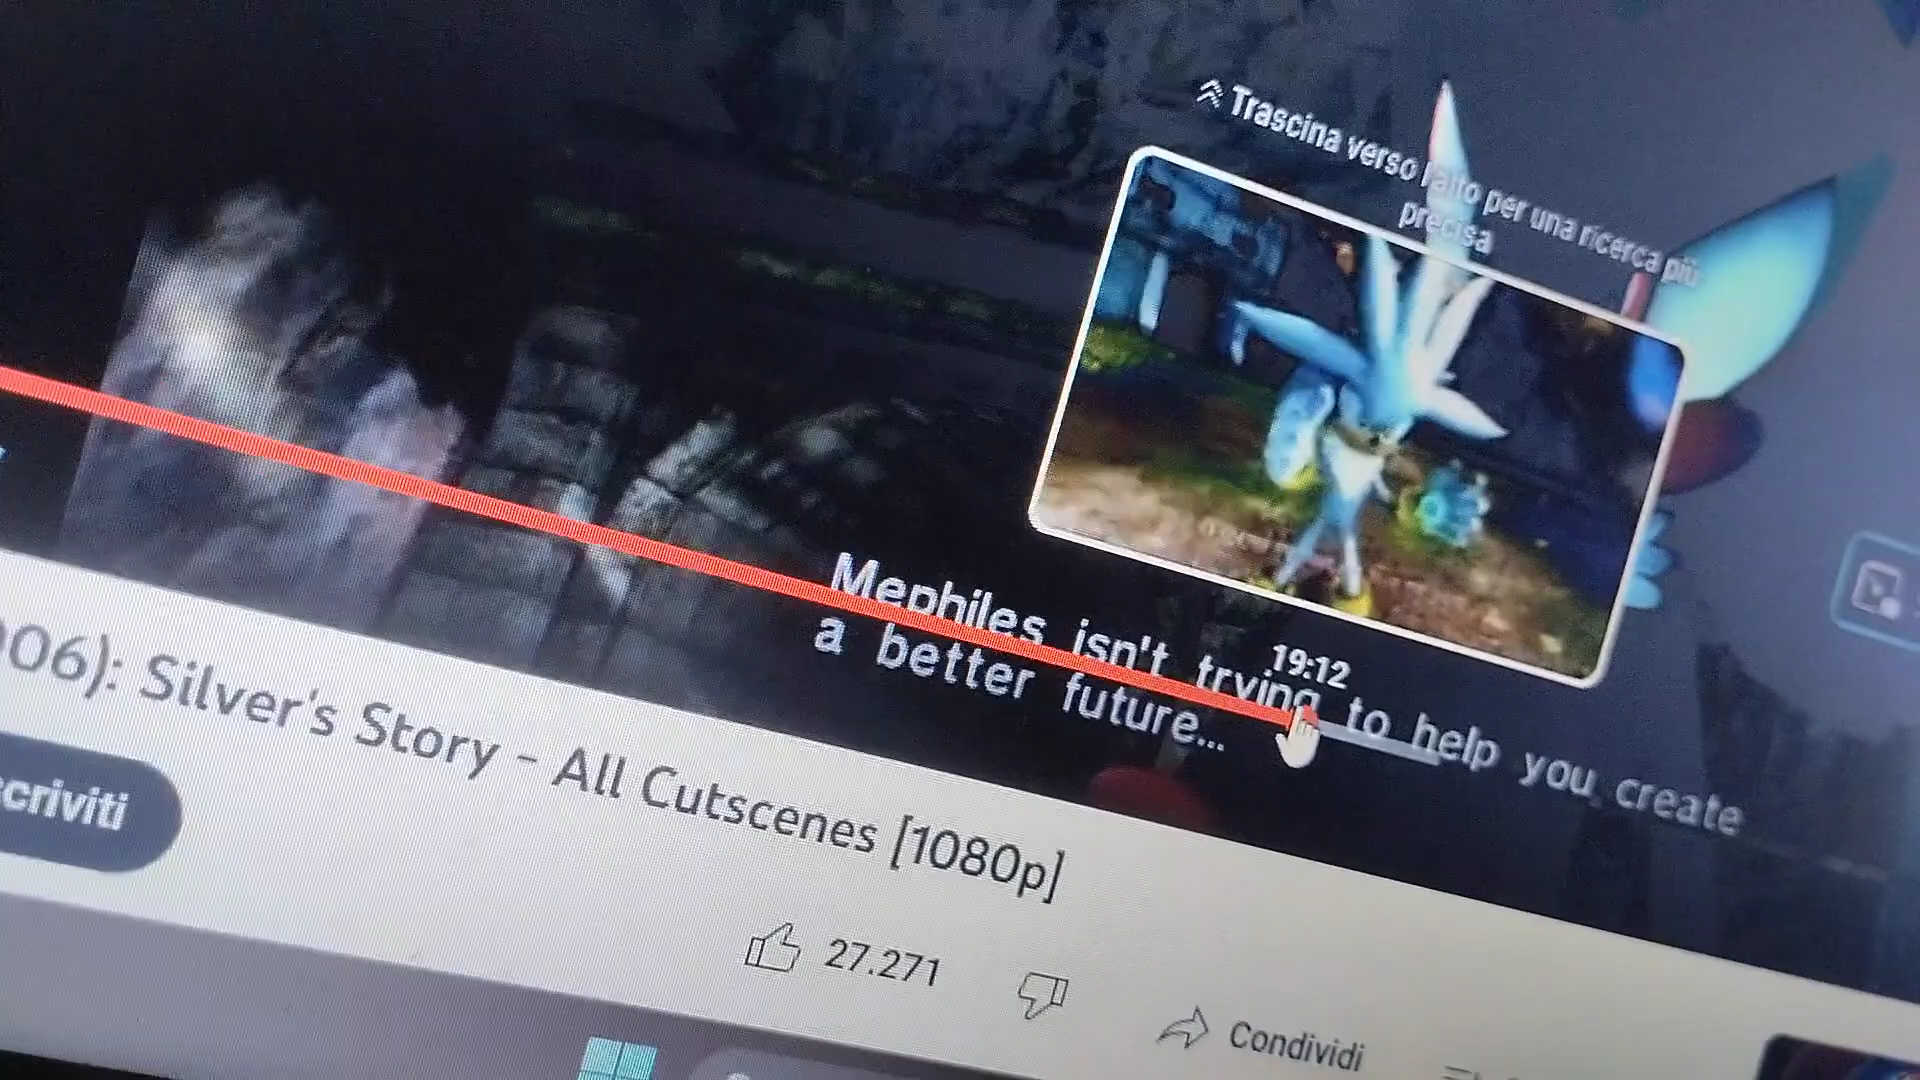 Trascina verso l'alto per una ricerca più
precisa
19:12
Mephiles isn't trying to help you create
a better future...
06): Silver's Story - All Cutscenes [1080p]
criviti
27.271
Condividi